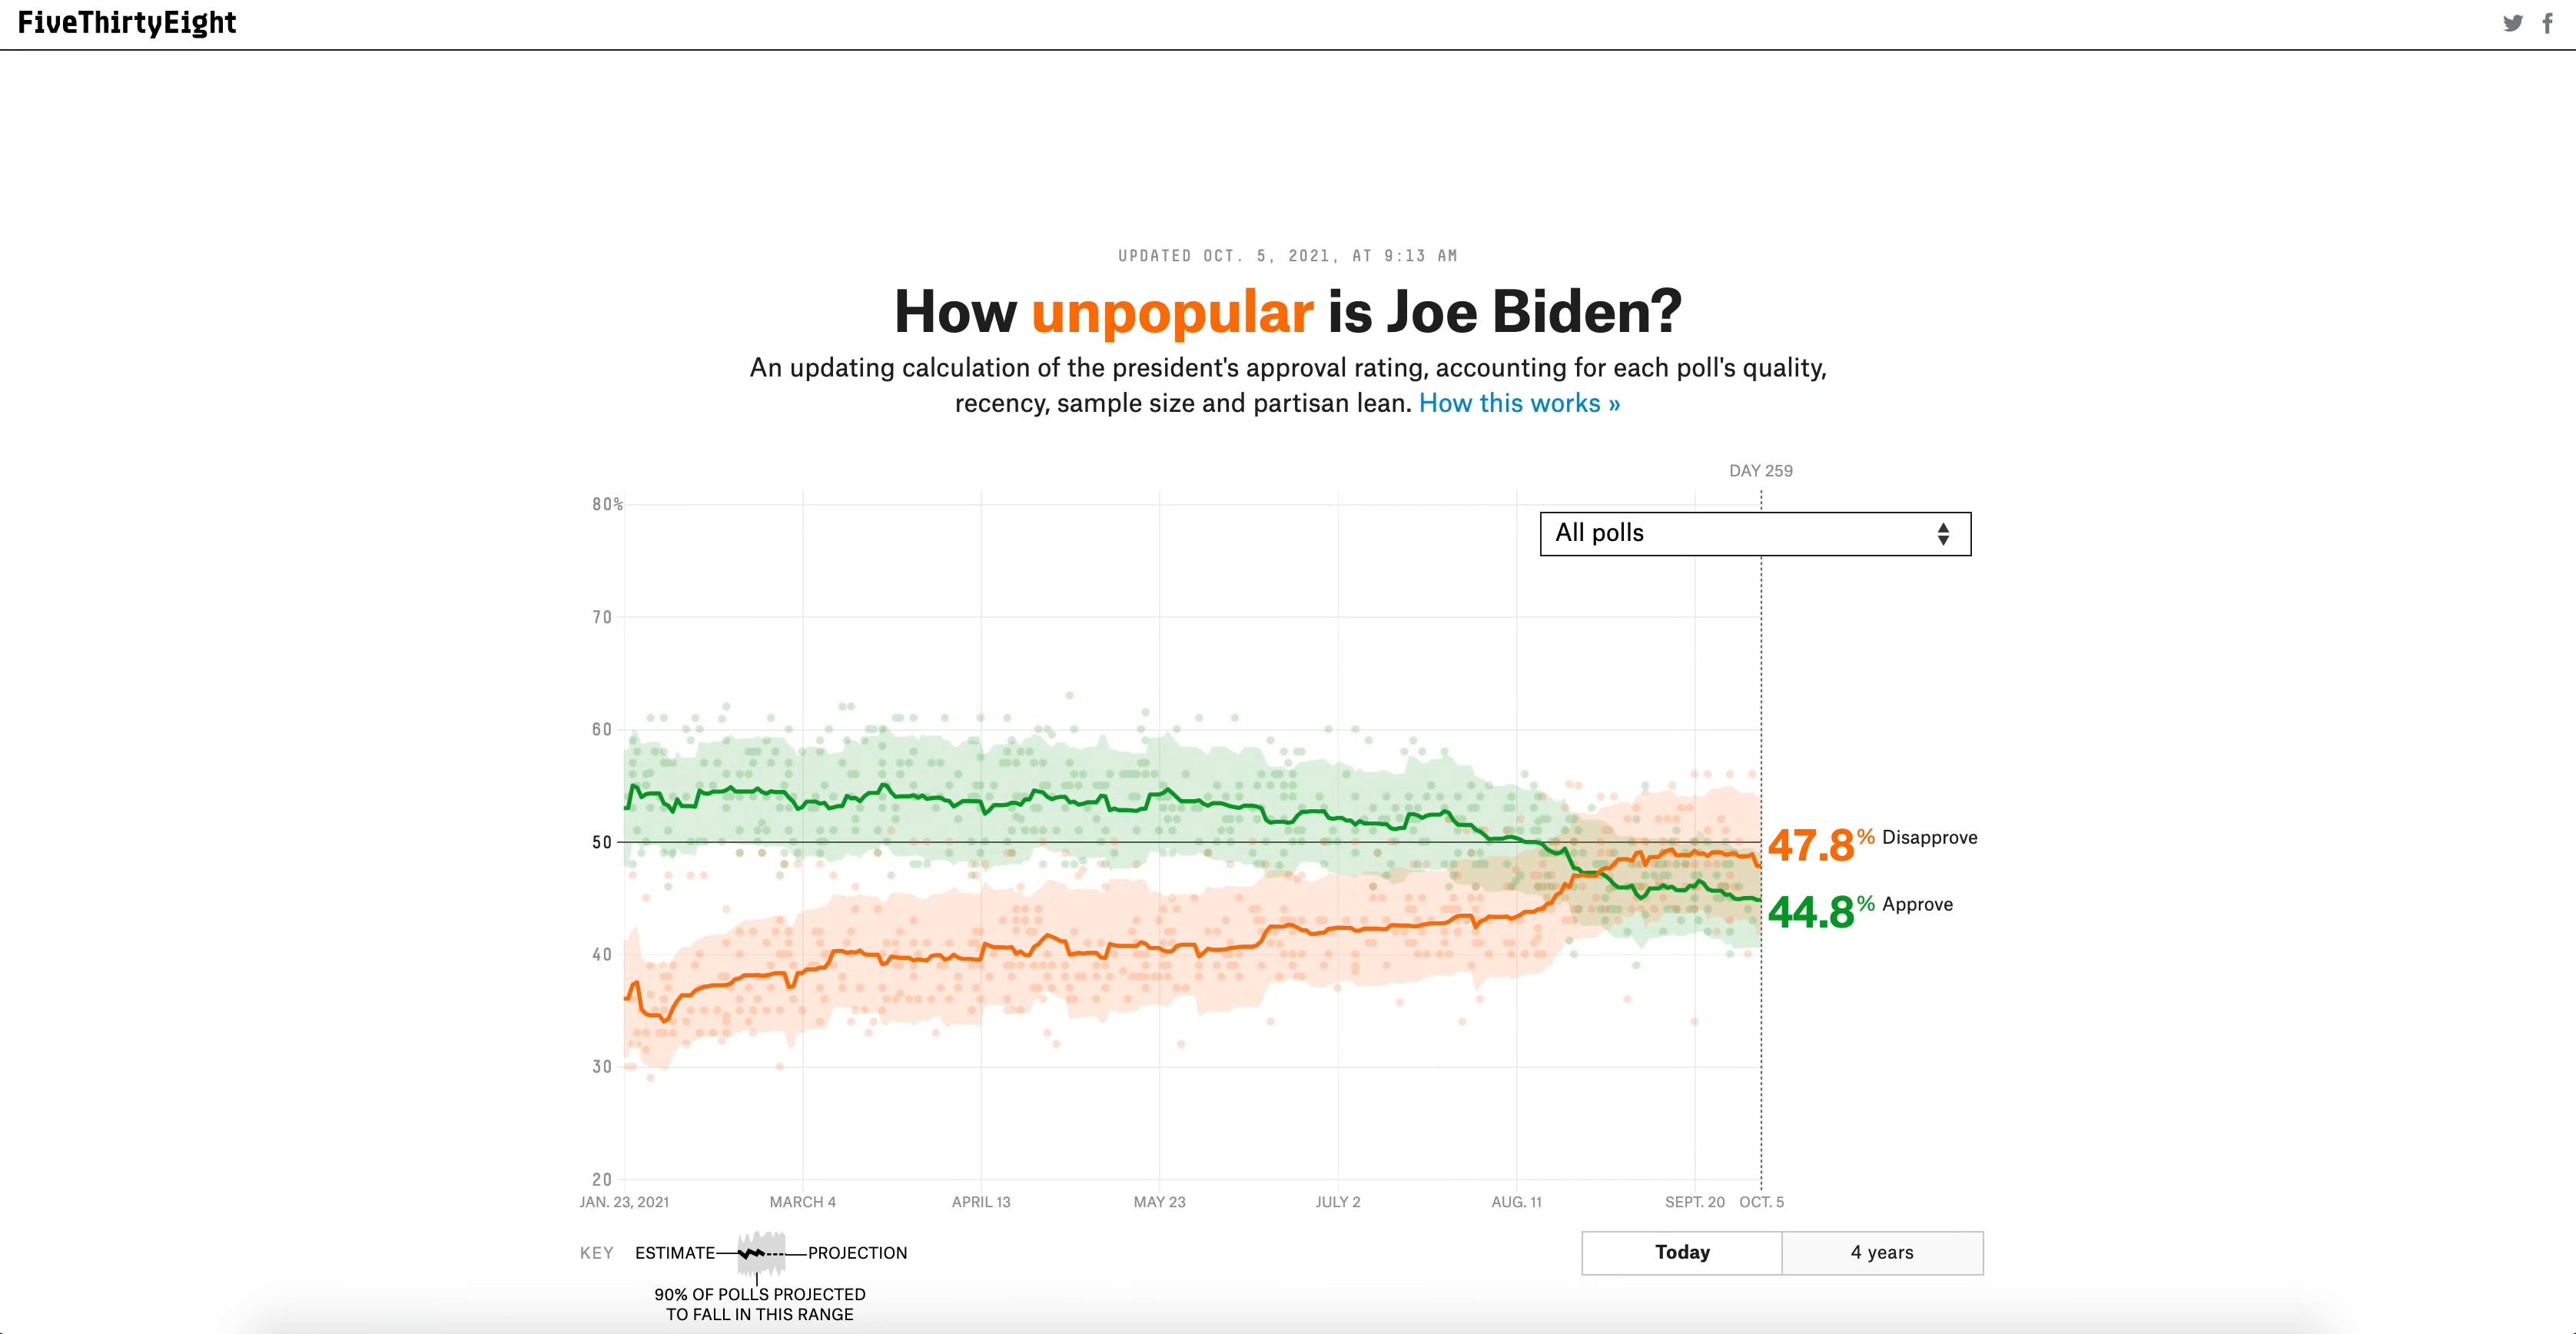 FiveThirtyEight
UPDATED OCT. 5, 2021, AT 9:13 AM
How unpopular is Joe Biden?
An updating calculation of the president's approval rating, accounting for each poll's quality,
recency, sample size and partisan lean. How this works »
DAY 259
80%
All polls
70
60
50
47.8% Disapprove
44.8% Approve
40
30
20
JAN. 23, 2021 MARCH 4 APRIL 13 MAY 23 JULY 2 AUG. 11 SEPT. 20 OCT. 5
KEY ESTIMATE PROJECTION
Today 4 years
90% OF POLLS PROJECTED
TO FALL IN THIS RANGE